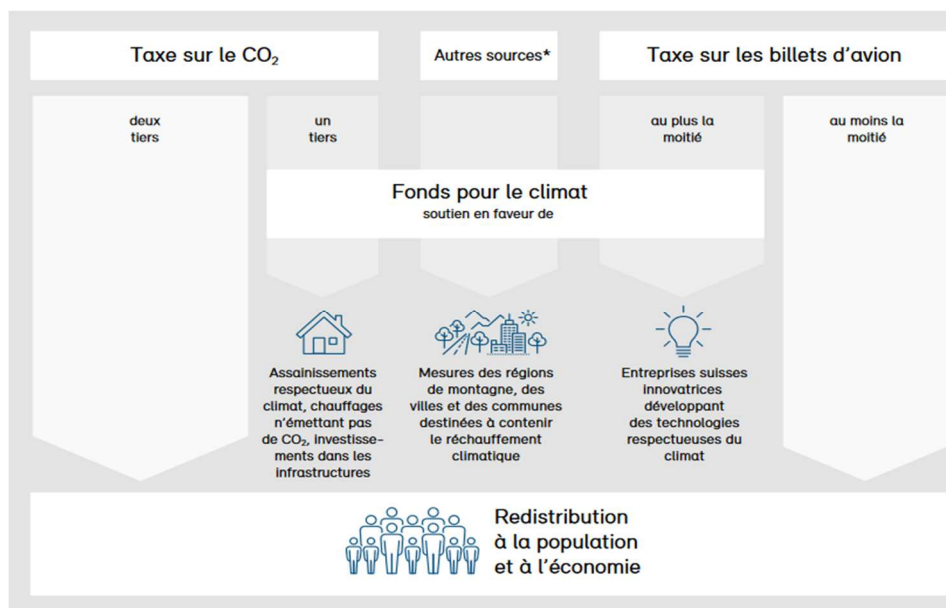 Taxe sur le CO₂
Autres sources*
Taxe sur les billets d'avion
deux
tiers
un
tiers
au plus la
moitié
au moins la
moitié
Fonds pour le climat
soutien en faveur de
Assainissements
respectueux du
climat, chauffages
n'émettant pas
de CO₂, investisse-
ments dans les
infrastructures
Mesures des régions
de montagne, des
villes et des communes
destinées à contenir
le réchauffement
climatique
Entreprises suisses
innovatrices
développant
des technologies
respectueuses du
climat
Redistribution
à la population
et à l'économie